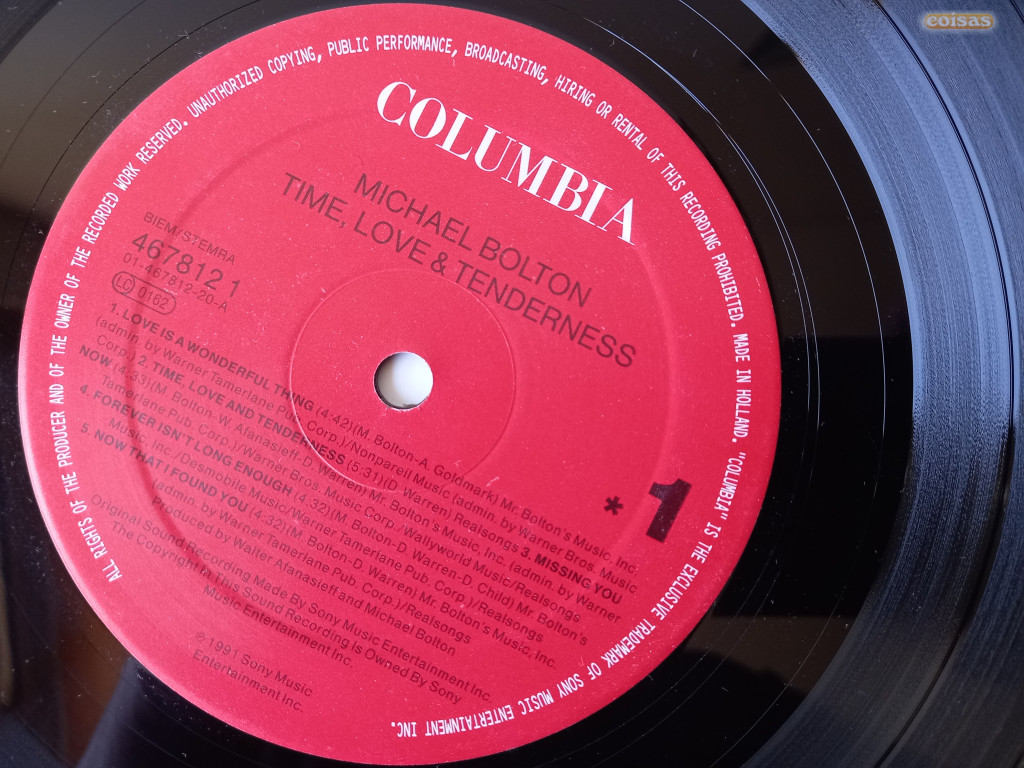 coisas
ALL RIGHTS OF THE PRODUCER AND OF THE OWNER OF THE RECORDED WORK RESERVED. UNAUTHORIZED COPYING, PUBLIC PERFORMANCE, BROADCASTING, HIRING OR RENTAL OF THIS RECORDING PROHIBITED. MADE IN HOLLAND. "COLUMBIA" IS THE EXCLUSIVE TRADEMARK OF SONY MUSIC ENTERTAINMENT INC.
COLUMBIA
MICHAEL BOLTON
TIME, LOVE & TENDERNESS
BIEM/STEMRA
467812 1
01-467812-20-A
LC 0162
* 1
1. LOVE IS A WONDERFUL THING (4:42)(M. Bolton-A. Goldmark) Mr. Bolton's Music, Inc.
(admin. by Warner Tamerlane Pub. Corp.)/Nonpareil Music (admin. by Warner Bros. Music
Corp.) 2. TIME, LOVE AND TENDERNESS (5:31)(D. Warren) Realsongs 3. MISSING YOU
NOW (4:33)(M. Bolton-W. Afanasieff-D. Warren) Mr. Bolton's Music, Inc. (admin. by Warner
Tamerlane Pub. Corp.)/Warner Bros. Music Corp./Wallyworld Music/Realsongs
4. FOREVER ISN'T LONG ENOUGH (4:32)(M. Bolton-D. Warren-D. Child) Mr. Bolton's
Music, Inc./Desmobile Music/Warner Tamerlane Pub. Corp.)/Realsongs
5. NOW THAT I FOUND YOU (4:32)(M. Bolton-D. Warren) Mr. Bolton's Music, Inc.
(admin. by Warner Tamerlane Pub. Corp.)/Realsongs
Produced by Walter Afanasieff and Michael Bolton
Original Sound Recording Made By Sony Music Entertainment Inc.
The Copyright In This Sound Recording Is Owned By Sony
Music Entertainment Inc.
℗ 1991 Sony Music
Entertainment Inc.